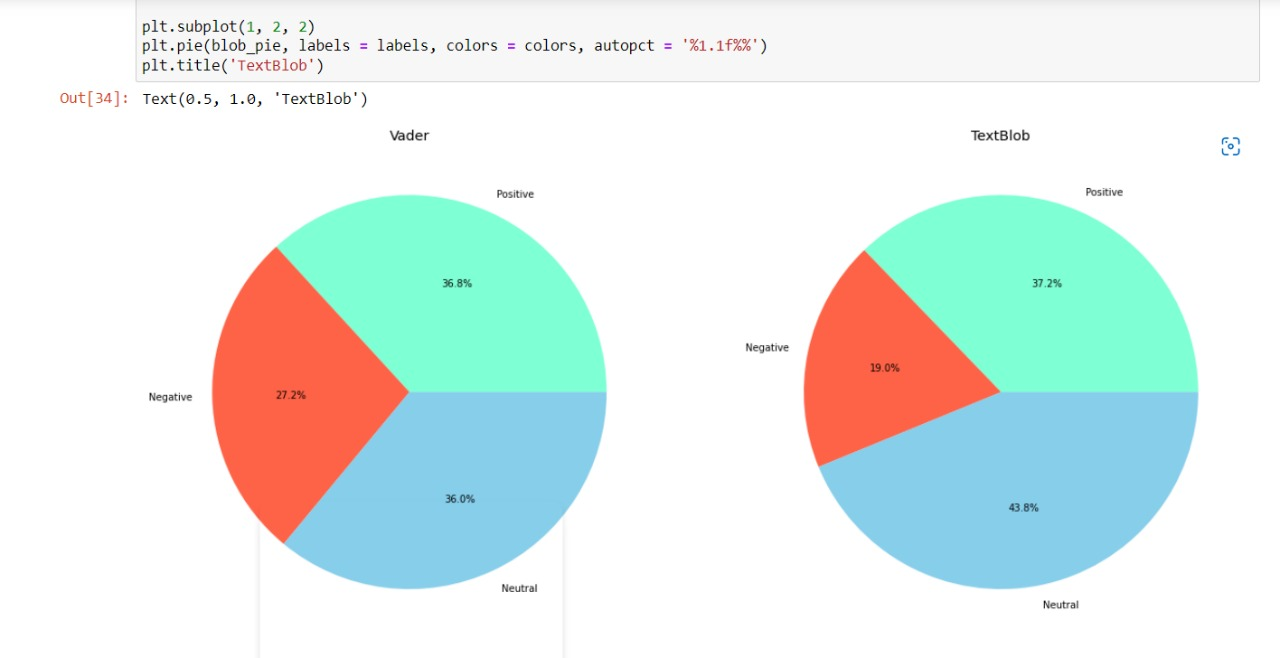 plt.subplot(1, 2, 2)
plt.pie(blob_pie, labels = labels, colors = colors, autopct = '%1.1f%%')
plt.title('TextBlob')
Out[34]: Text(0.5, 1.0, 'TextBlob')
Vader
Positive
36.8%
Negative
27.2%
36.0%
Neutral
TextBlob
Positive
37.2%
Negative
19.0%
43.8%
Neutral